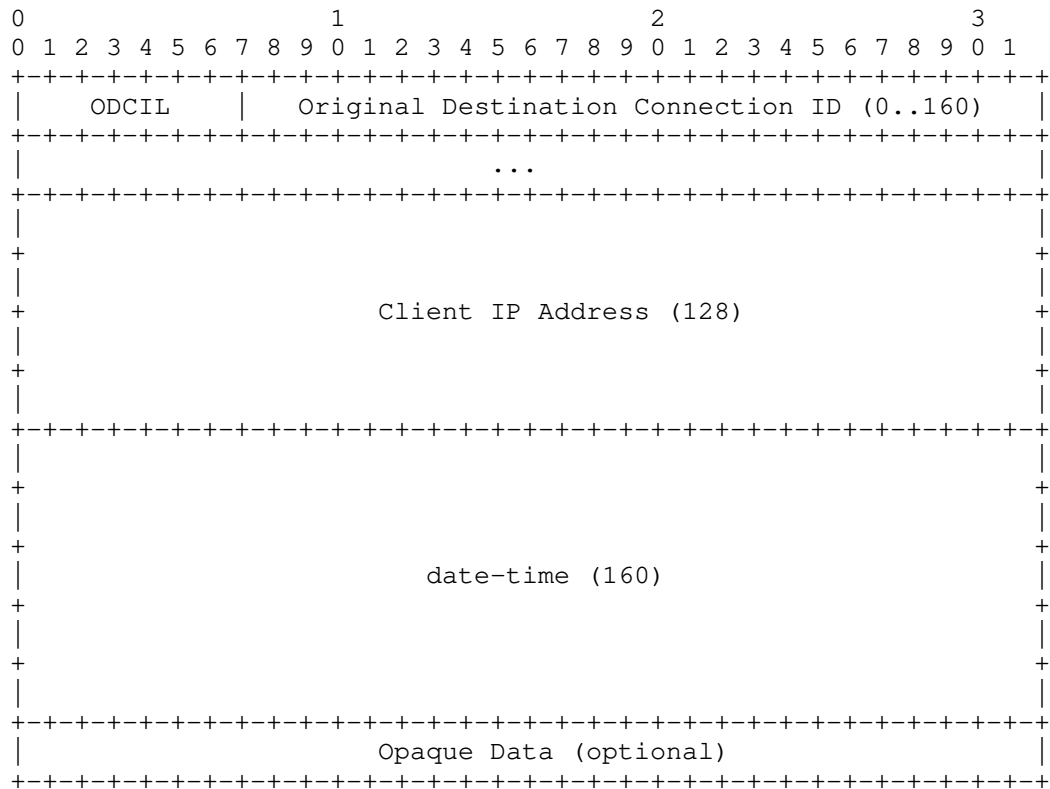 0                   1                   2                   3
0 1 2 3 4 5 6 7 8 9 0 1 2 3 4 5 6 7 8 9 0 1 2 3 4 5 6 7 8 9 0 1
+-+-+-+-+-+-+-+-+-+-+-+-+-+-+-+-+-+-+-+-+-+-+-+-+-+-+-+-+-+-+-+-+
|    ODCIL    |   Original Destination Connection ID (0..160)   |
+-+-+-+-+-+-+-+-+-+-+-+-+-+-+-+-+-+-+-+-+-+-+-+-+-+-+-+-+-+-+-+-+
|                             ...                               |
+-+-+-+-+-+-+-+-+-+-+-+-+-+-+-+-+-+-+-+-+-+-+-+-+-+-+-+-+-+-+-+-+
|                                                               |
+                                                               +
|                                                               |
+                      Client IP Address (128)                  +
|                                                               |
+                                                               +
|                                                               |
+-+-+-+-+-+-+-+-+-+-+-+-+-+-+-+-+-+-+-+-+-+-+-+-+-+-+-+-+-+-+-+-+
|                                                               |
+                                                               +
|                                                               |
+                                                               +
|                         date-time (160)                       |
+                                                               +
|                                                               |
+                                                               +
|                                                               |
+-+-+-+-+-+-+-+-+-+-+-+-+-+-+-+-+-+-+-+-+-+-+-+-+-+-+-+-+-+-+-+-+
|                      Opaque Data (optional)                   |
+-+-+-+-+-+-+-+-+-+-+-+-+-+-+-+-+-+-+-+-+-+-+-+-+-+-+-+-+-+-+-+-+